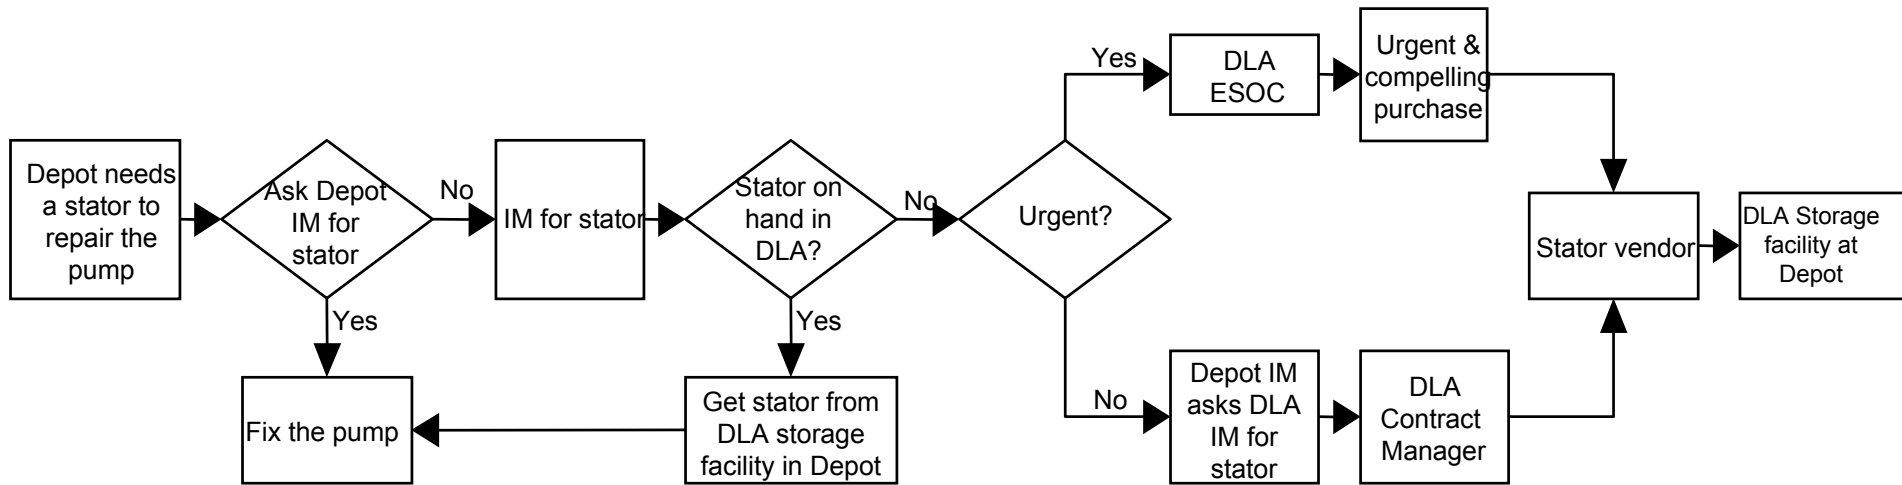 Depot needs
a stator to
repair the
pump
Ask Depot
IM for
stator
No
IM for stator
Stator on
hand in
DLA?
No
Urgent?
Yes
DLA
ESOC
Urgent &
compelling
purchase
Stator vendor
DLA Storage
facility at
Depot
Yes
Fix the pump
Yes
Get stator from
DLA storage
facility in Depot
No
Depot IM
asks DLA
IM for
stator
DLA
Contract
Manager